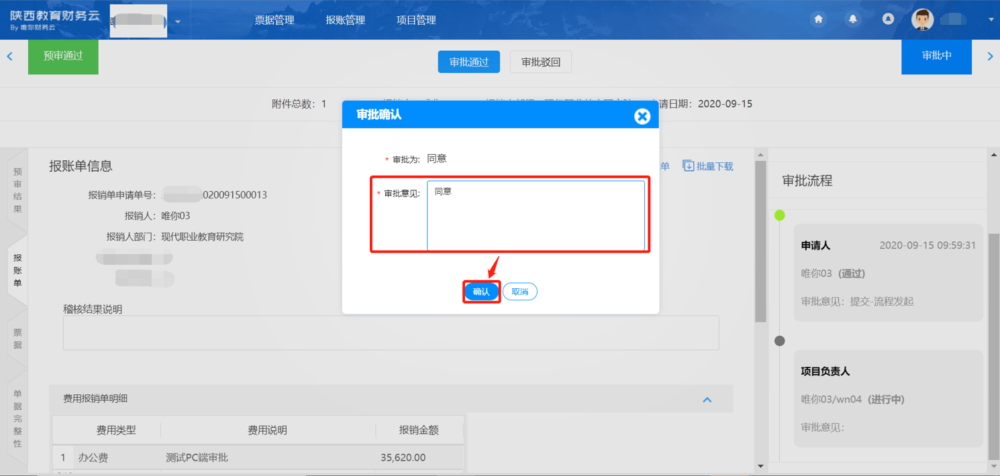 陕西教育财务云
By 唯你财务云
票据管理
报账管理
项目管理
预审通过
审批通过
审批驳回
审批中
附件总数：1
请日期：2020-09-15
审批确认
* 审批为: 同意
* 审批意见: 同意
确认
取消
预审结果
报账单
票据
单据完整性
报账单信息
单
批量下载
报销单申请单号：
020091500013
报销人：唯你03
报销人部门：现代职业教育研究院
稽核结果说明
费用报销单明细
费用类型 费用说明 报销金额
1 办公费 测试PC端审批 35,620.00
审批流程
申请人 2020-09-15 09:59:31
唯你03 (通过)
审批意见：提交-流程发起
项目负责人
唯你03/wn04 (进行中)
审批意见：